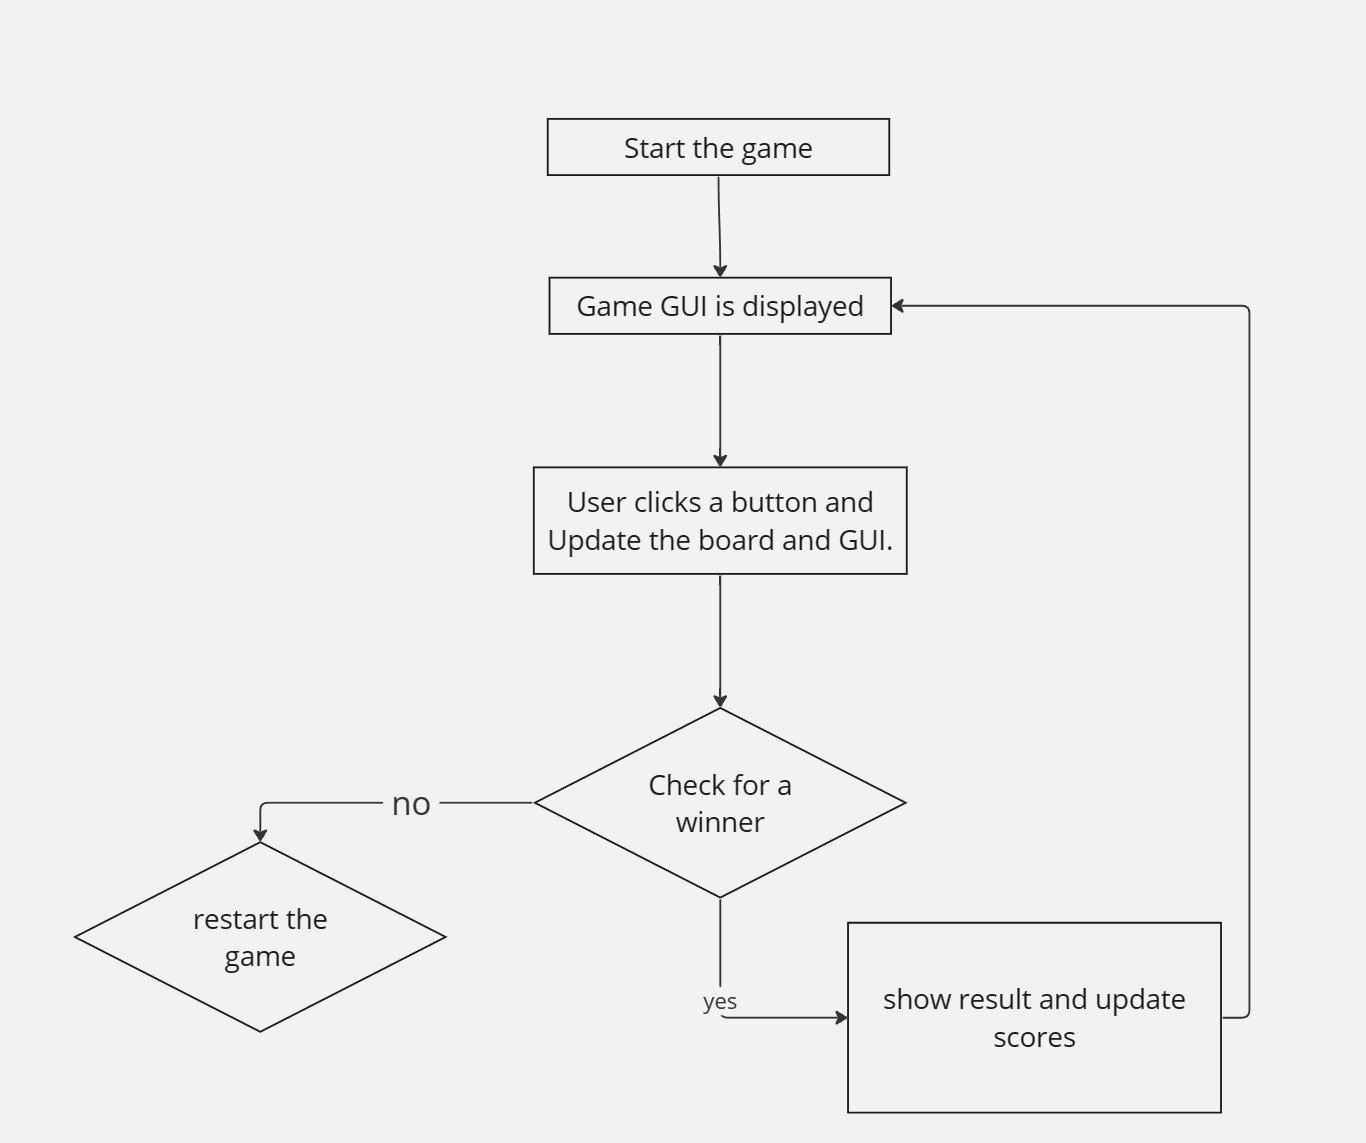 Start the game
Game GUI is displayed
User clicks a button and
Update the board and GUI.
Check for a
winner
no
restart the
game
yes
show result and update
scores